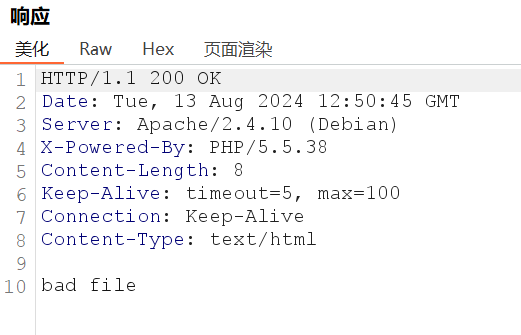 响应
美化 Raw Hex 页面渲染
1 HTTP/1.1 200 OK
2 Date: Tue, 13 Aug 2024 12:50:45 GMT
3 Server: Apache/2.4.10 (Debian)
4 X-Powered-By: PHP/5.5.38
5 Content-Length: 8
6 Keep-Alive: timeout=5, max=100
7 Connection: Keep-Alive
8 Content-Type: text/html
9
10 bad file